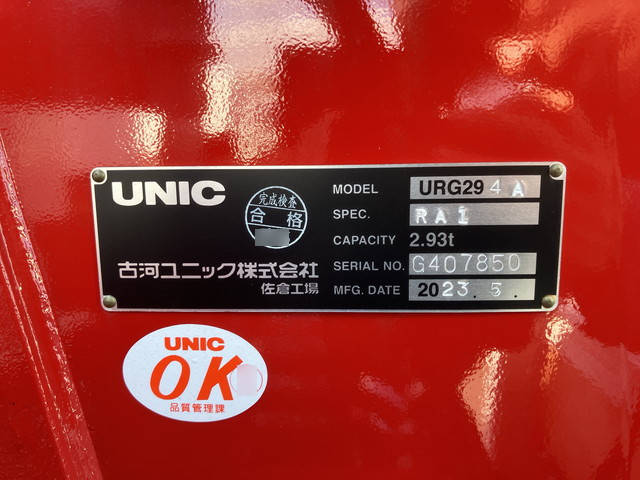 UNIC
完成検査
合格
古河ユニック株式会社
佐倉工場
MODEL URG29 4 A
SPEC. RA1
CAPACITY 2.93t
SERIAL NO. G407850
MFG. DATE 2023.5.
UNIC
OK
品質管理課